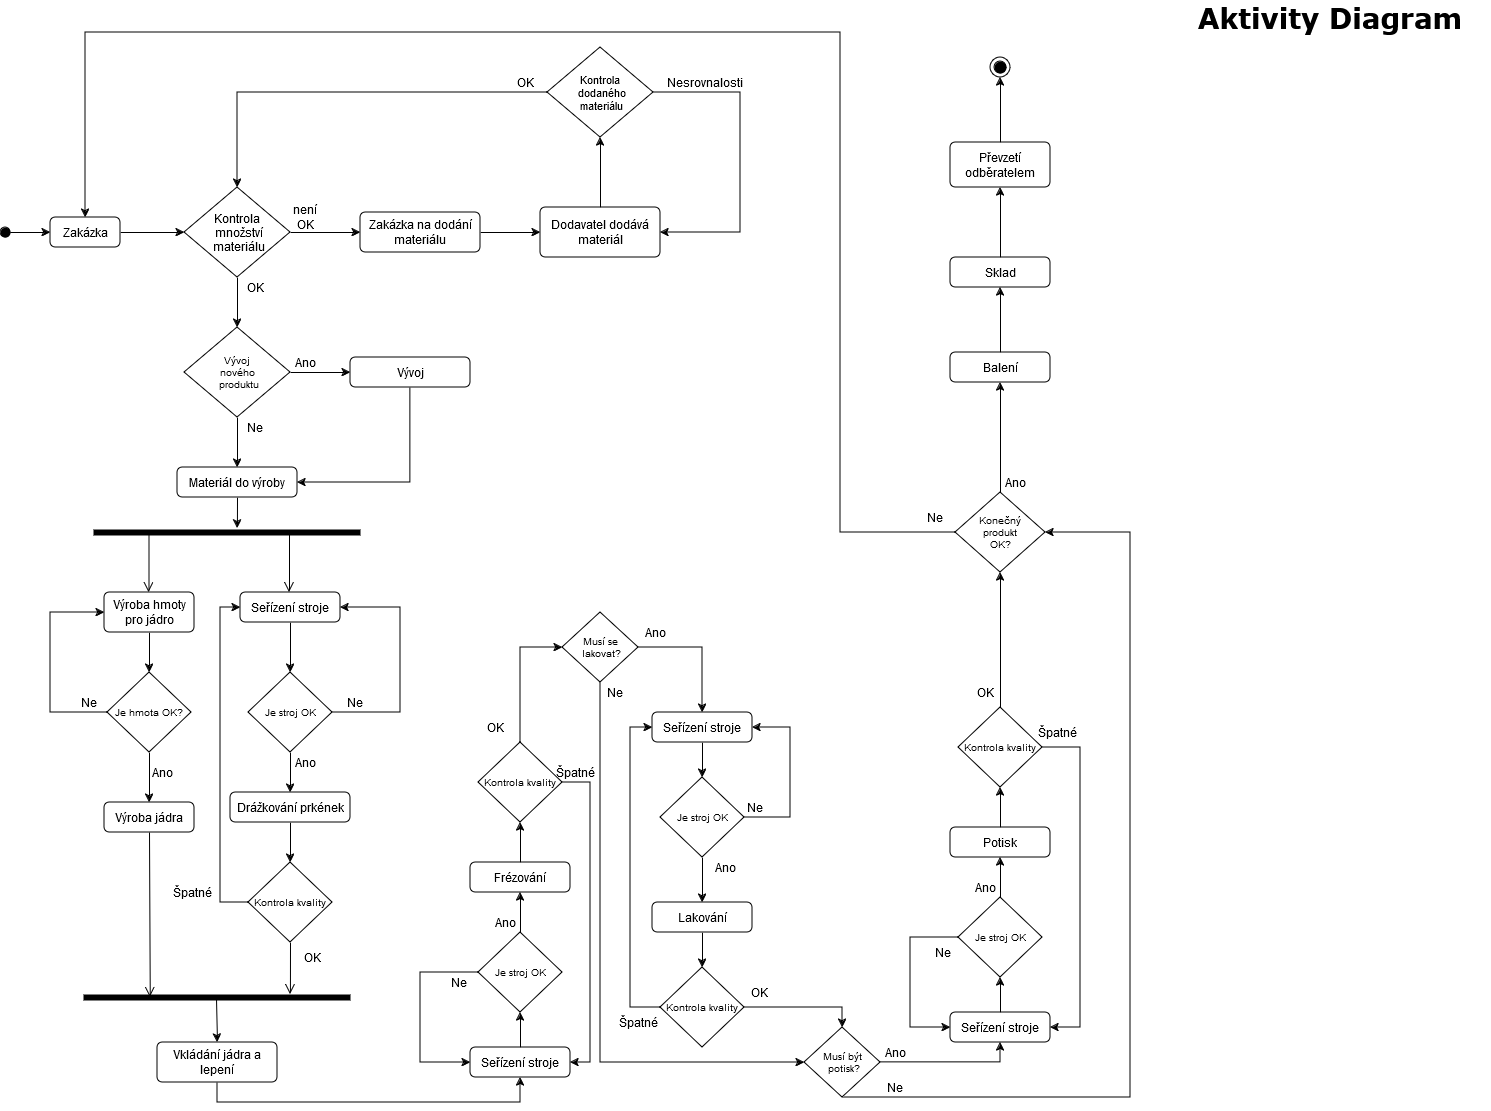 Aktivity Diagram
Kontrola
dodaného
materiálu
OK
Nesrovnalosti
Zakázka
Kontrola
množství
materiálu
není
OK
Zakázka na dodání
materiálu
Dodavatel dodává
materiál
OK
Vývoj
nového
produktu
Ano
Vývoj
Ne
Materiál do výroby
Výroba hmoty
pro jádro
Ne
Je hmota OK?
Ano
Výroba jádra
Seřízení stroje
Je stroj OK
Ne
Ano
Drážkování prkének
Špatné
Kontrola kvality
OK
Vkládání jádra a
lepení
Seřízení stroje
Ne
Je stroj OK
Ano
Frézování
Kontrola kvality
Špatné
OK
Musí se
lakovat?
Ano
Ne
Seřízení stroje
Je stroj OK
Ne
Ano
Lakování
Kontrola kvality
Špatné
OK
Musí být
potisk?
Ano
Ne
Seřízení stroje
Ne
Je stroj OK
Ano
Potisk
Kontrola kvality
Špatné
OK
Konečný
produkt
OK?
Ne
Ano
Balení
Sklad
Převzetí
odběratelem